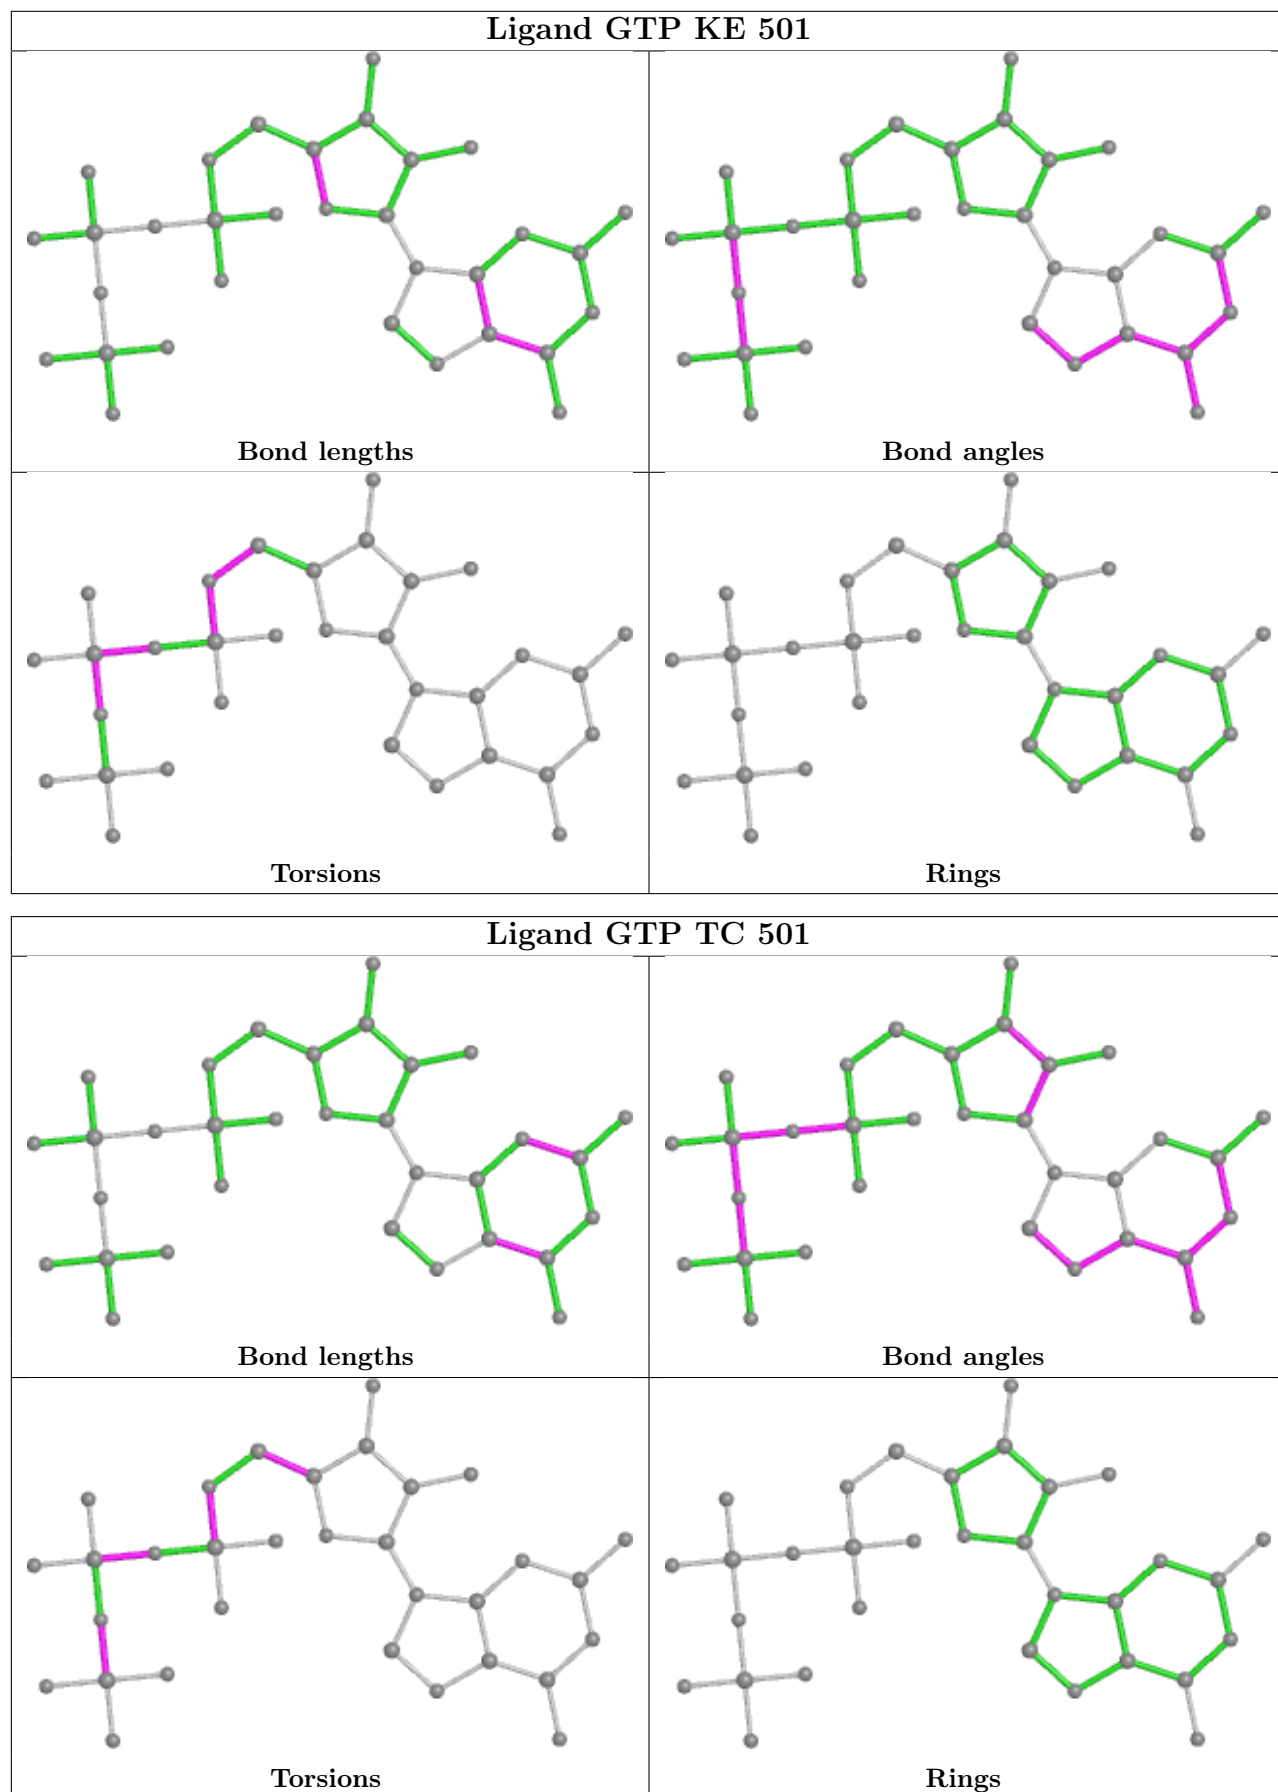 Ligand GTP KE 501
Bond lengths
Bond angles
Torsions
Rings
Ligand GTP TC 501
Bond lengths
Bond angles
Torsions
Rings